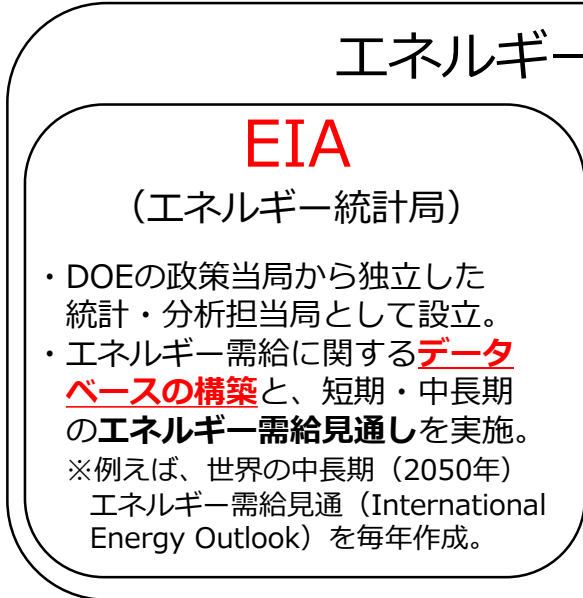 エネルギー
EIA
（エネルギー統計局）
・DOEの政策当局から独立した
統計・分析担当局として設立。
・エネルギー需給に関するデータ
ベースの構築と、短期・中長期
のエネルギー需給見通しを実施。
※例えば、世界の中長期（2050年）
エネルギー需給見通（International
Energy Outlook）を毎年作成。